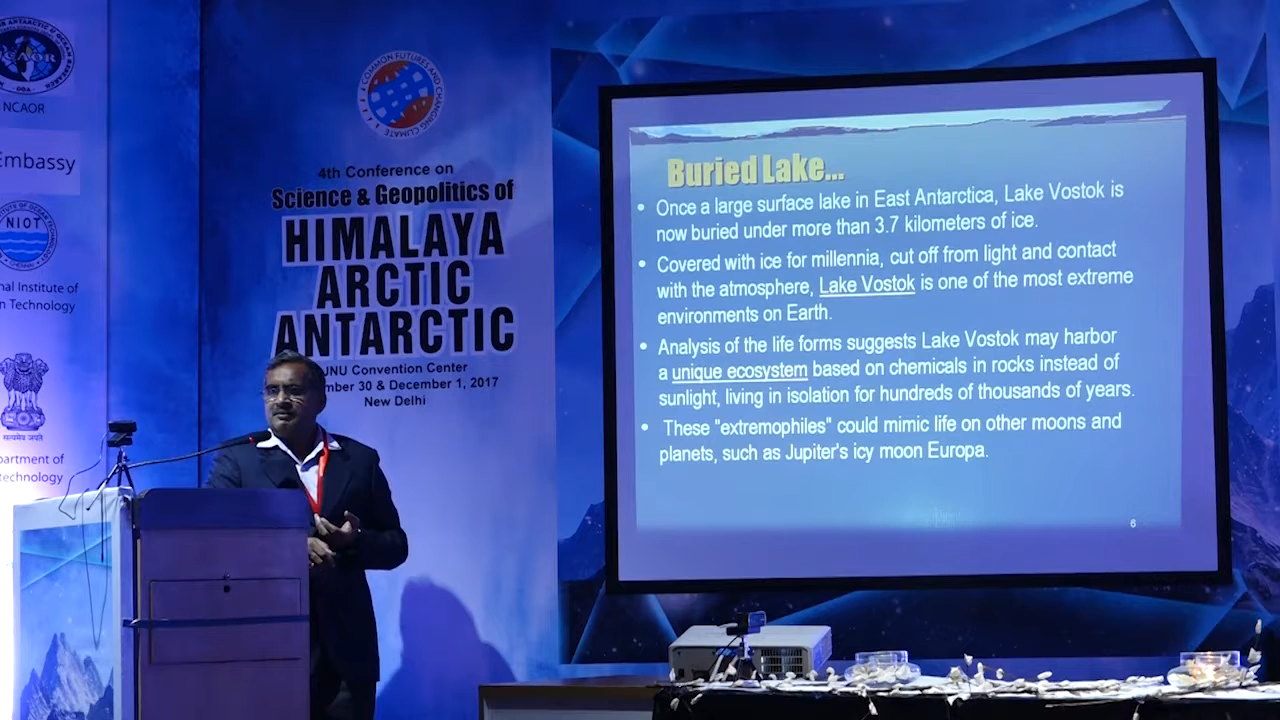 NCAOR
Embassy
NIOT
nal Institute of
n Technology
सत्यमेव जयते
partment of
technology
COMMON FUTURES AND CHANGING CLIMATE
4th Conference on
Science & Geopolitics of
HIMALAYA
ARCTIC
ANTARCTIC
JNU Convention Center
mber 30 & December 1, 2017
New Delhi
Buried Lake...
• Once a large surface lake in East Antarctica, Lake Vostok is
now buried under more than 3.7 kilometers of ice.
• Covered with ice for millennia, cut off from light and contact
with the atmosphere, Lake Vostok is one of the most extreme
environments on Earth.
• Analysis of the life forms suggests Lake Vostok may harbor
a unique ecosystem based on chemicals in rocks instead of
sunlight, living in isolation for hundreds of thousands of years.
• These "extremophiles" could mimic life on other moons and
planets, such as Jupiter's icy moon Europa.
6